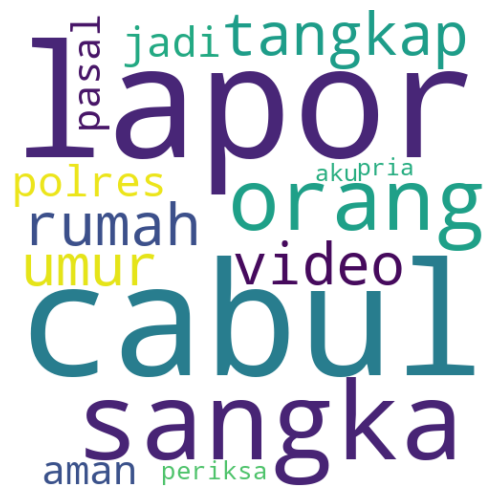 jadi tangkap
pasal
lapor
aku pria
polres
orang
rumah
umur video
cabul
sangka
aman periksa